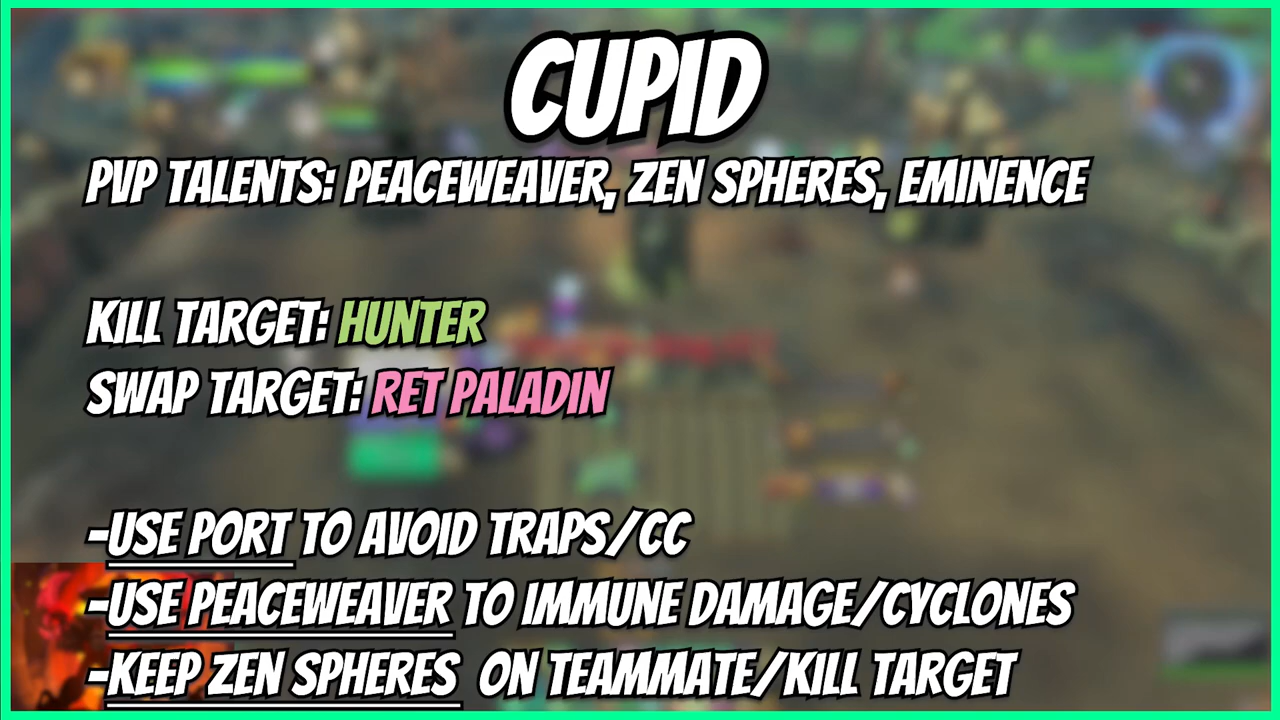 CUPID
PVP TALENTS: PEACEWEAVER, ZEN SPHERES, EMINENCE
KILL TARGET: HUNTER
SWAP TARGET: RET PALADIN
-USE PORT TO AVOID TRAPS/CC
-USE PEACEWEAVER TO IMMUNE DAMAGE/CYCLONES
-KEEP ZEN SPHERES ON TEAMMATE/KILL TARGET